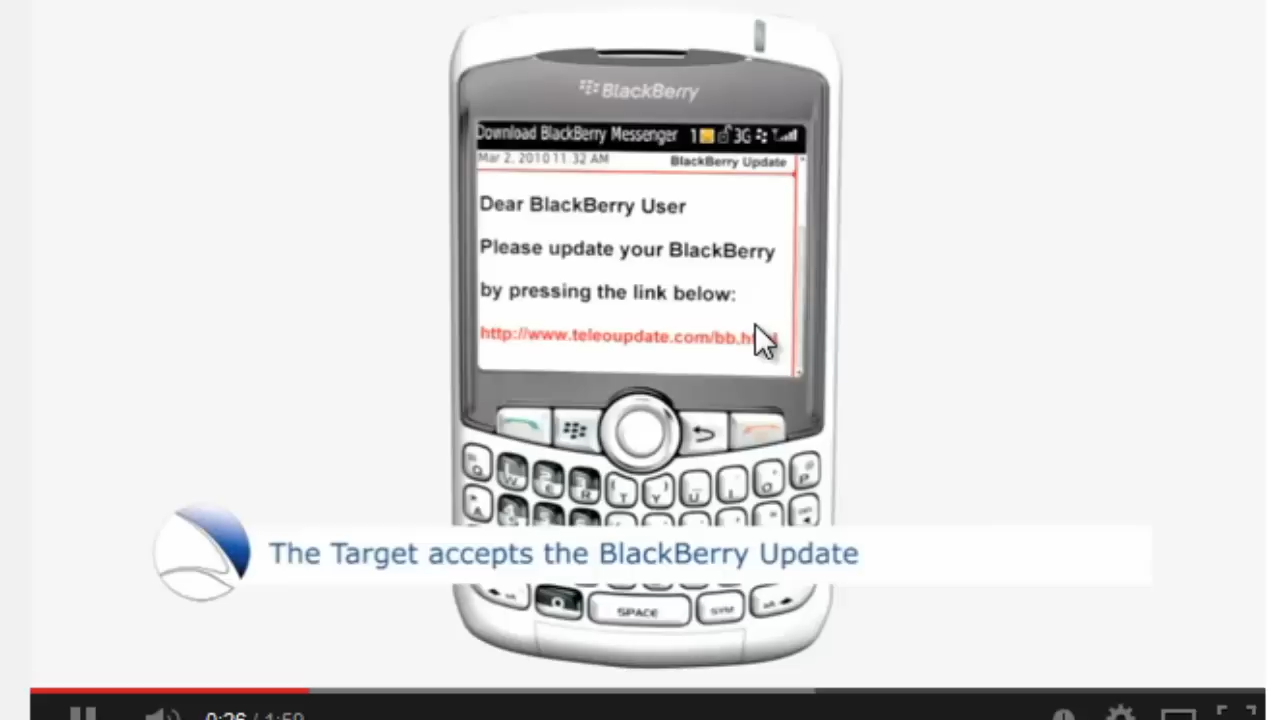 BlackBerry
Download BlackBerry Messenger 1 3G
Mar 2, 2010 11:32 AM BlackBerry Update
Dear BlackBerry User
Please update your BlackBerry
by pressing the link below:
http://www.teleoupdate.com/bb.h
Q W E R T Y U I O P
A
The Target accepts the BlackBerry Update
SPACE SYM
0:26 / 1:59